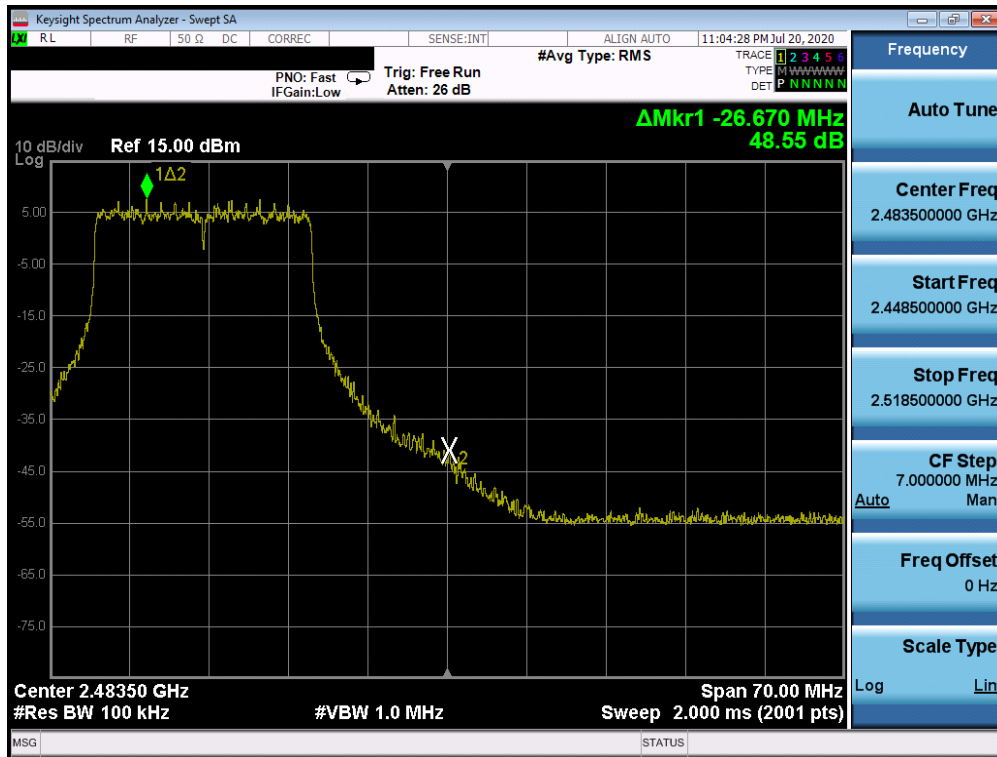 Keysight Spectrum Analyzer - Swept SA
LXI RL RF 50 Ω DC CORREC SENSE:INT ALIGN AUTO 11:04:28 PM Jul 20, 2020
PNO: Fast
IFGain:Low
Trig: Free Run
Atten: 26 dB
#Avg Type: RMS
TRACE 1 2 3 4 5 6
TYPE M WWWWW
DET P N N N N N
ΔMkr1 -26.670 MHz
48.55 dB
10 dB/div Ref 15.00 dBm
Log
1Δ2
5.00
-5.00
-15.0
-25.0
-35.0
2
-45.0
-55.0
-65.0
-75.0
Center 2.48350 GHz Span 70.00 MHz
#Res BW 100 kHz #VBW 1.0 MHz Sweep 2.000 ms (2001 pts)
MSG STATUS
Frequency
Auto Tune
Center Freq
2.483500000 GHz
Start Freq
2.448500000 GHz
Stop Freq
2.518500000 GHz
CF Step
7.000000 MHz
Auto Man
Freq Offset
0 Hz
Scale Type
Log Lin